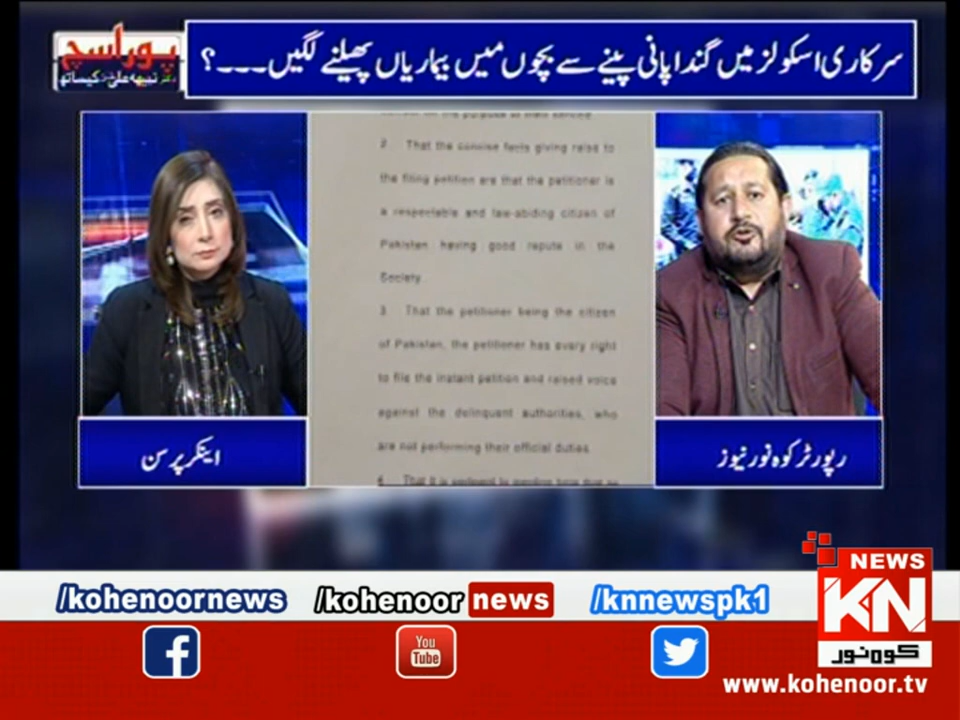 سرکاری اسکولز میں گندا پانی پینے سے بچوں میں بیماریاں پھیلنے لگیں ۔۔۔۔؟
پورا سچ
ڈاکٹر نبیہہ علی خان کیساتھ
2 That the concise facts giving raise to
the filing petition are that the petitioner is
a respectable and law-abiding citizen of
Pakistan having good repute in the
Society.
3 That the petitioner being the citizen
of Pakistan, the petitioner has every right
to file the instant petition and raised voice
against the delinquent authorities, who
are not performing their official duties.
اینکر پرسن
رپورٹر کوہ نور نیوز
/kohenoornews
/kohenoor news
/knnewspk1
f
You
Tube
NEWS
KN
کوہ نور
www.kohenoor.tv